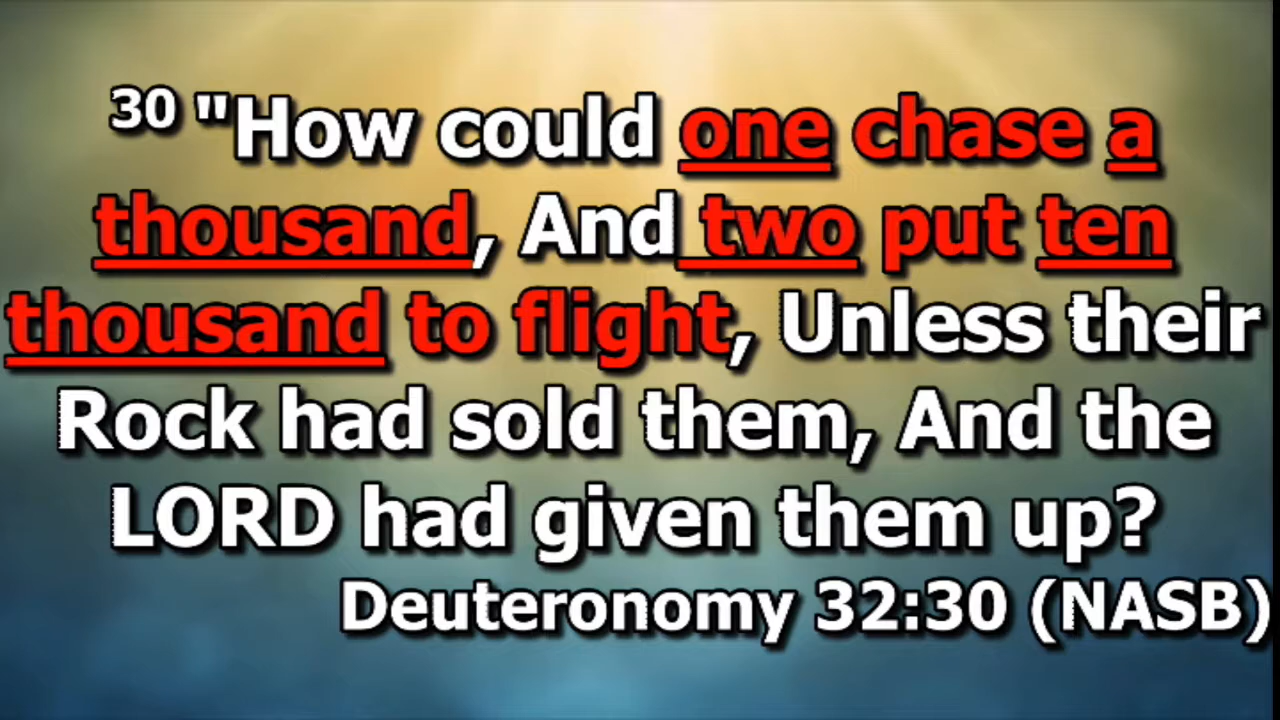 30 "How could one chase a
thousand, And two put ten
thousand to flight, Unless their
Rock had sold them, And the
LORD had given them up?
Deuteronomy 32:30 (NASB)